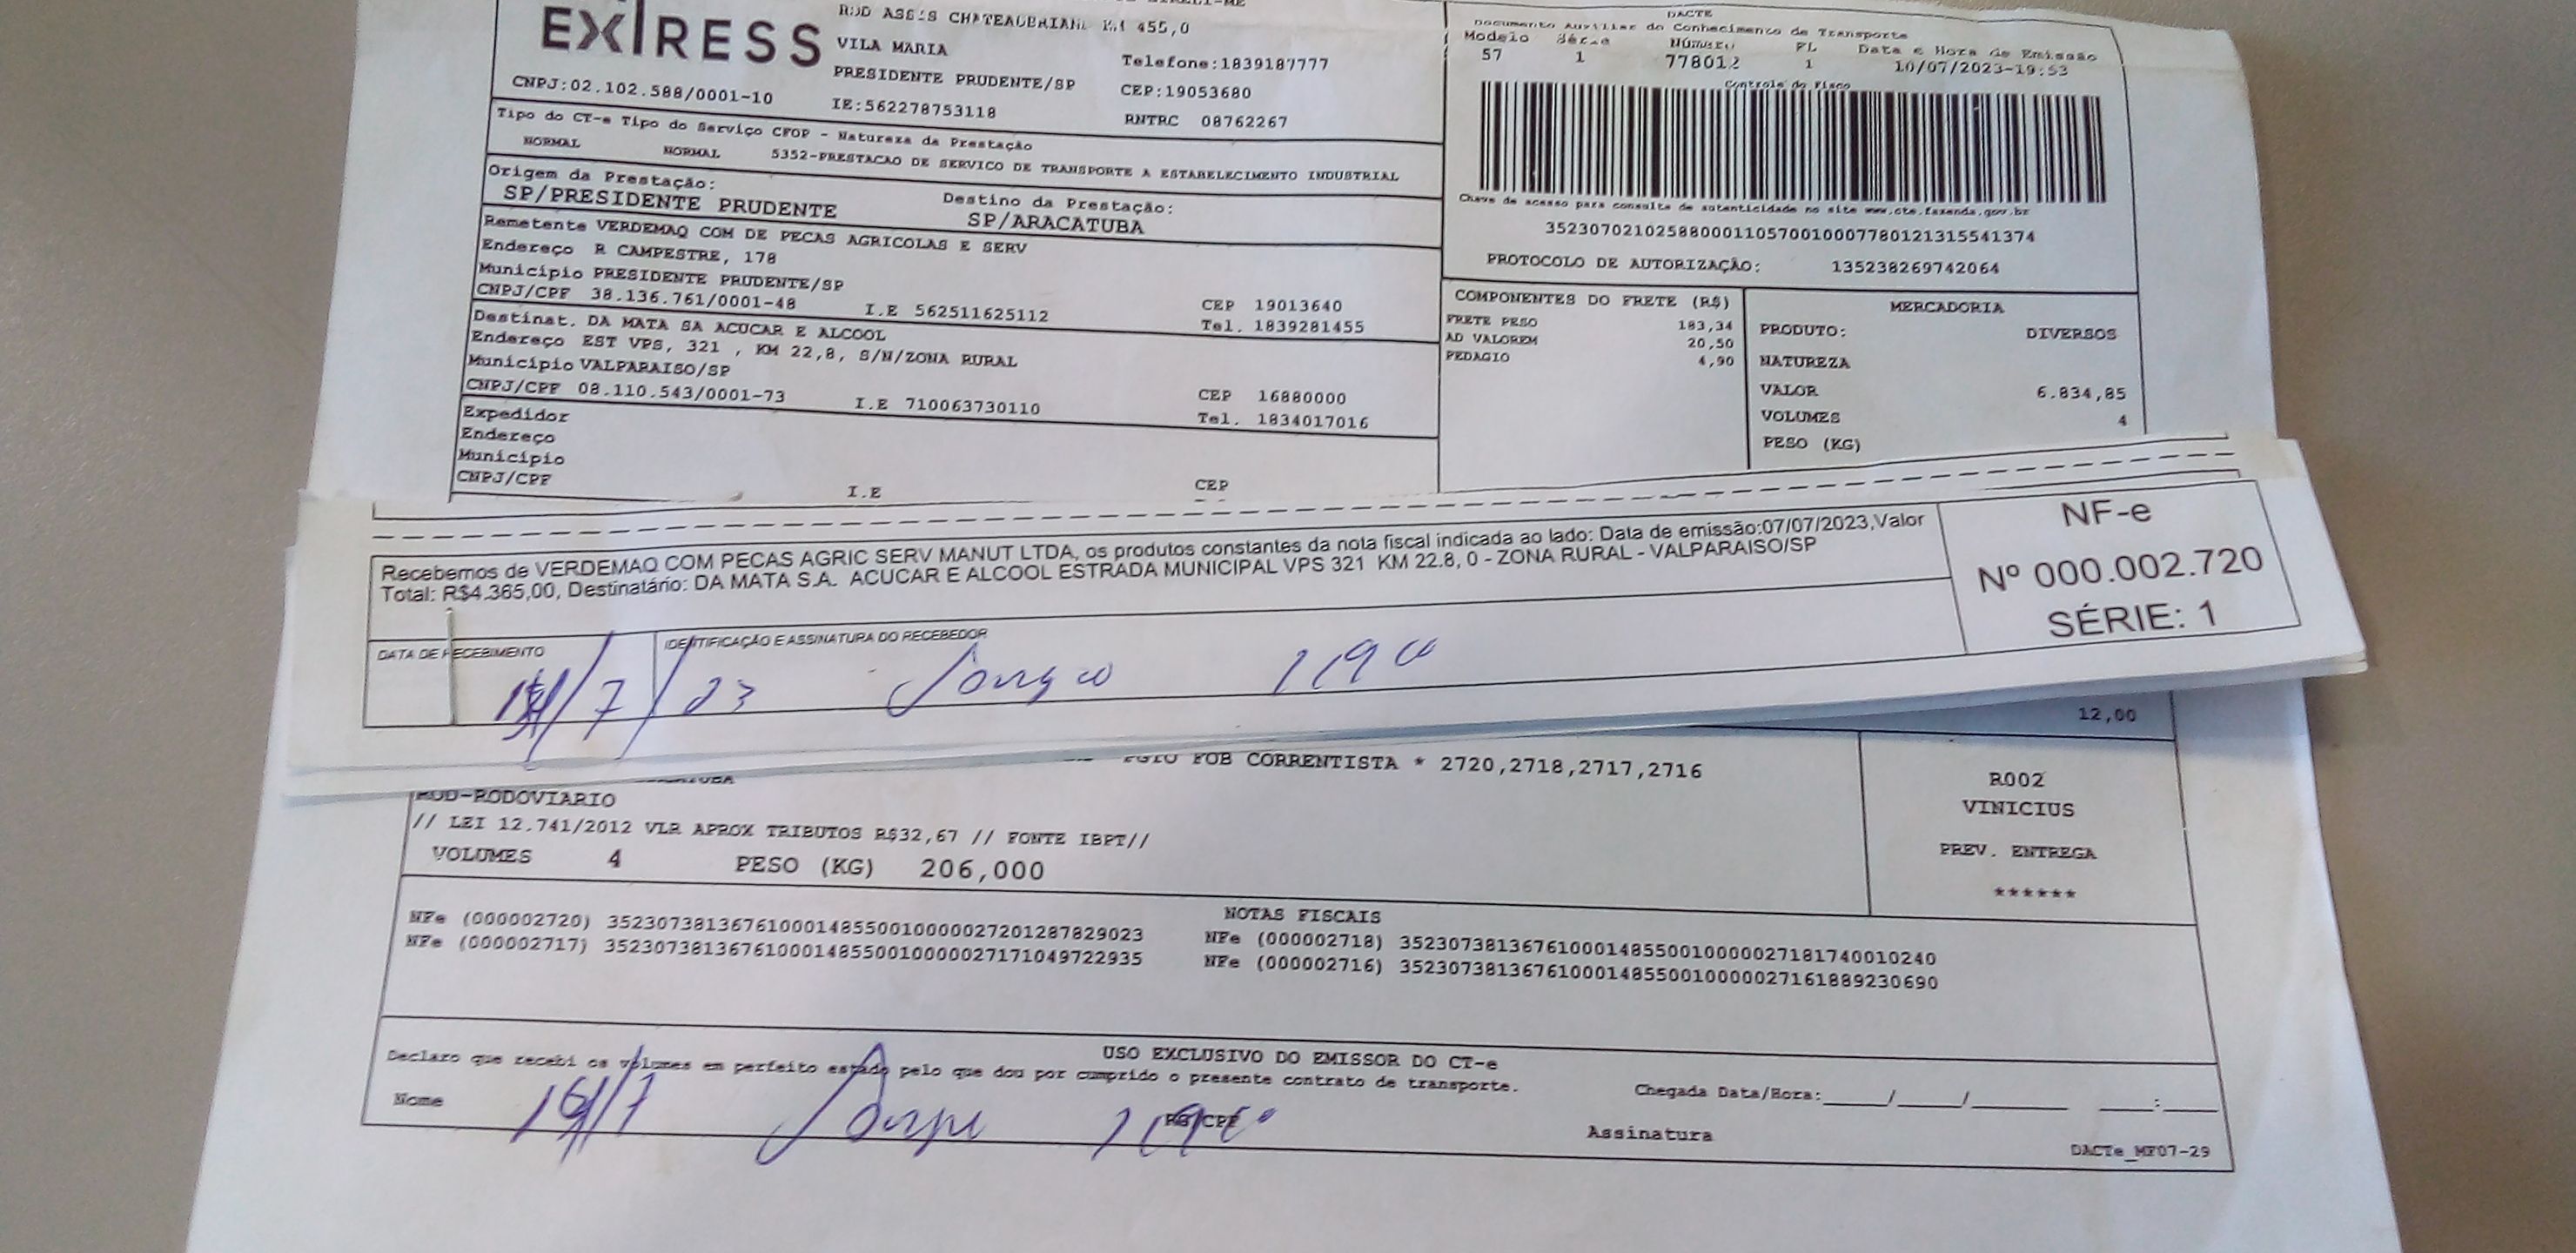 EXPRESS
ROD ASSIS CHATEAUBRIAND KM 455,0
VILA MARIA
PRESIDENTE PRUDENTE/SP
Telefone:1839187777
CEP:19053680
CNPJ:02.102.588/0001-10
IE:562278753118
RNTRC 08762267
Tipo do CT-e Tipo do Serviço CFOP - Natureza da Prestação
NORMAL NORMAL 5352-PRESTACAO DE SERVICO DE TRANSPORTE A ESTABELECIMENTO INDUSTRIAL
Origem da Prestação: Destino da Prestação:
SP/PRESIDENTE PRUDENTE SP/ARACATUBA
Remetente VERDEMAQ COM DE PECAS AGRICOLAS E SERV
Endereço R CAMPESTRE, 178
Município PRESIDENTE PRUDENTE/SP CEP 19013640
CNPJ/CPF 38.136.761/0001-48 I.E 562511625112 Tel. 1839281455
Destinat. DA MATA SA ACUCAR E ALCOOL
Endereço EST VPS, 321 , KM 22,8, S/N/ZONA RURAL
Município VALPARAISO/SP CEP 16880000
CNPJ/CPF 08.110.543/0001-73 I.E 710063730110 Tel. 1834017016
Expedidor
Endereço
Município
CNPJ/CPF I.E CEP
DACTE
Documento Auxiliar do Conhecimento de Transporte
Modelo Série Número FL Data e Hora de Emissão
57 1 778012 1 10/07/2023-19:53
Controle do Fisco
Chave de acesso para consulta de autenticidade no site www.cte.fazenda.gov.br
35230702102588000110570010007780121315541374
PROTOCOLO DE AUTORIZAÇÃO: 135238269742064
COMPONENTES DO FRETE (R$)
FRETE PESO 183,34
AD VALOREM 20,50
PEDAGIO 4,90
MERCADORIA
PRODUTO: DIVERSOS
NATUREZA
VALOR 6.834,85
VOLUMES 4
PESO (KG)
Recebemos de VERDEMAQ COM PECAS AGRIC SERV MANUT LTDA, os produtos constantes da nota fiscal indicada ao lado: Data de emissão:07/07/2023,Valor
Total: R$4.365,00, Destinatário: DA MATA S.A. ACUCAR E ALCOOL ESTRADA MUNICIPAL VPS 321 KM 22.8, 0 - ZONA RURAL - VALPARAISO/SP
NF-e
Nº 000.002.720
SÉRIE: 1
DATA DE RECEBIMENTO
IDENTIFICAÇÃO E ASSINATURA DO RECEBEDOR
/7/23
12,00
FOB CORRENTISTA * 2720,2718,2717,2716
ROD-RODOVIARIO
// LEI 12.741/2012 VLR APROX TRIBUTOS R$32,67 // FONTE IBPT//
VOLUMES 4 PESO (KG) 206,000
R002
VINICIUS
PREV. ENTREGA
******
NOTAS FISCAIS
NFe (000002720) 35230738136761000148550010000027201287829023 NFe (000002718) 35230738136761000148550010000027181740010240
NFe (000002717) 35230738136761000148550010000027171049722935 NFe (000002716) 35230738136761000148550010000027161889230690
USO EXCLUSIVO DO EMISSOR DO CT-e
Declaro que recebi os volumes em perfeito estado pelo que dou por cumprido o presente contrato de transporte.
Chegada Data/Hora:_____/_____/_______ ____:____
Nome RG/CPF Assinatura
/7
DACTe_MF07-29